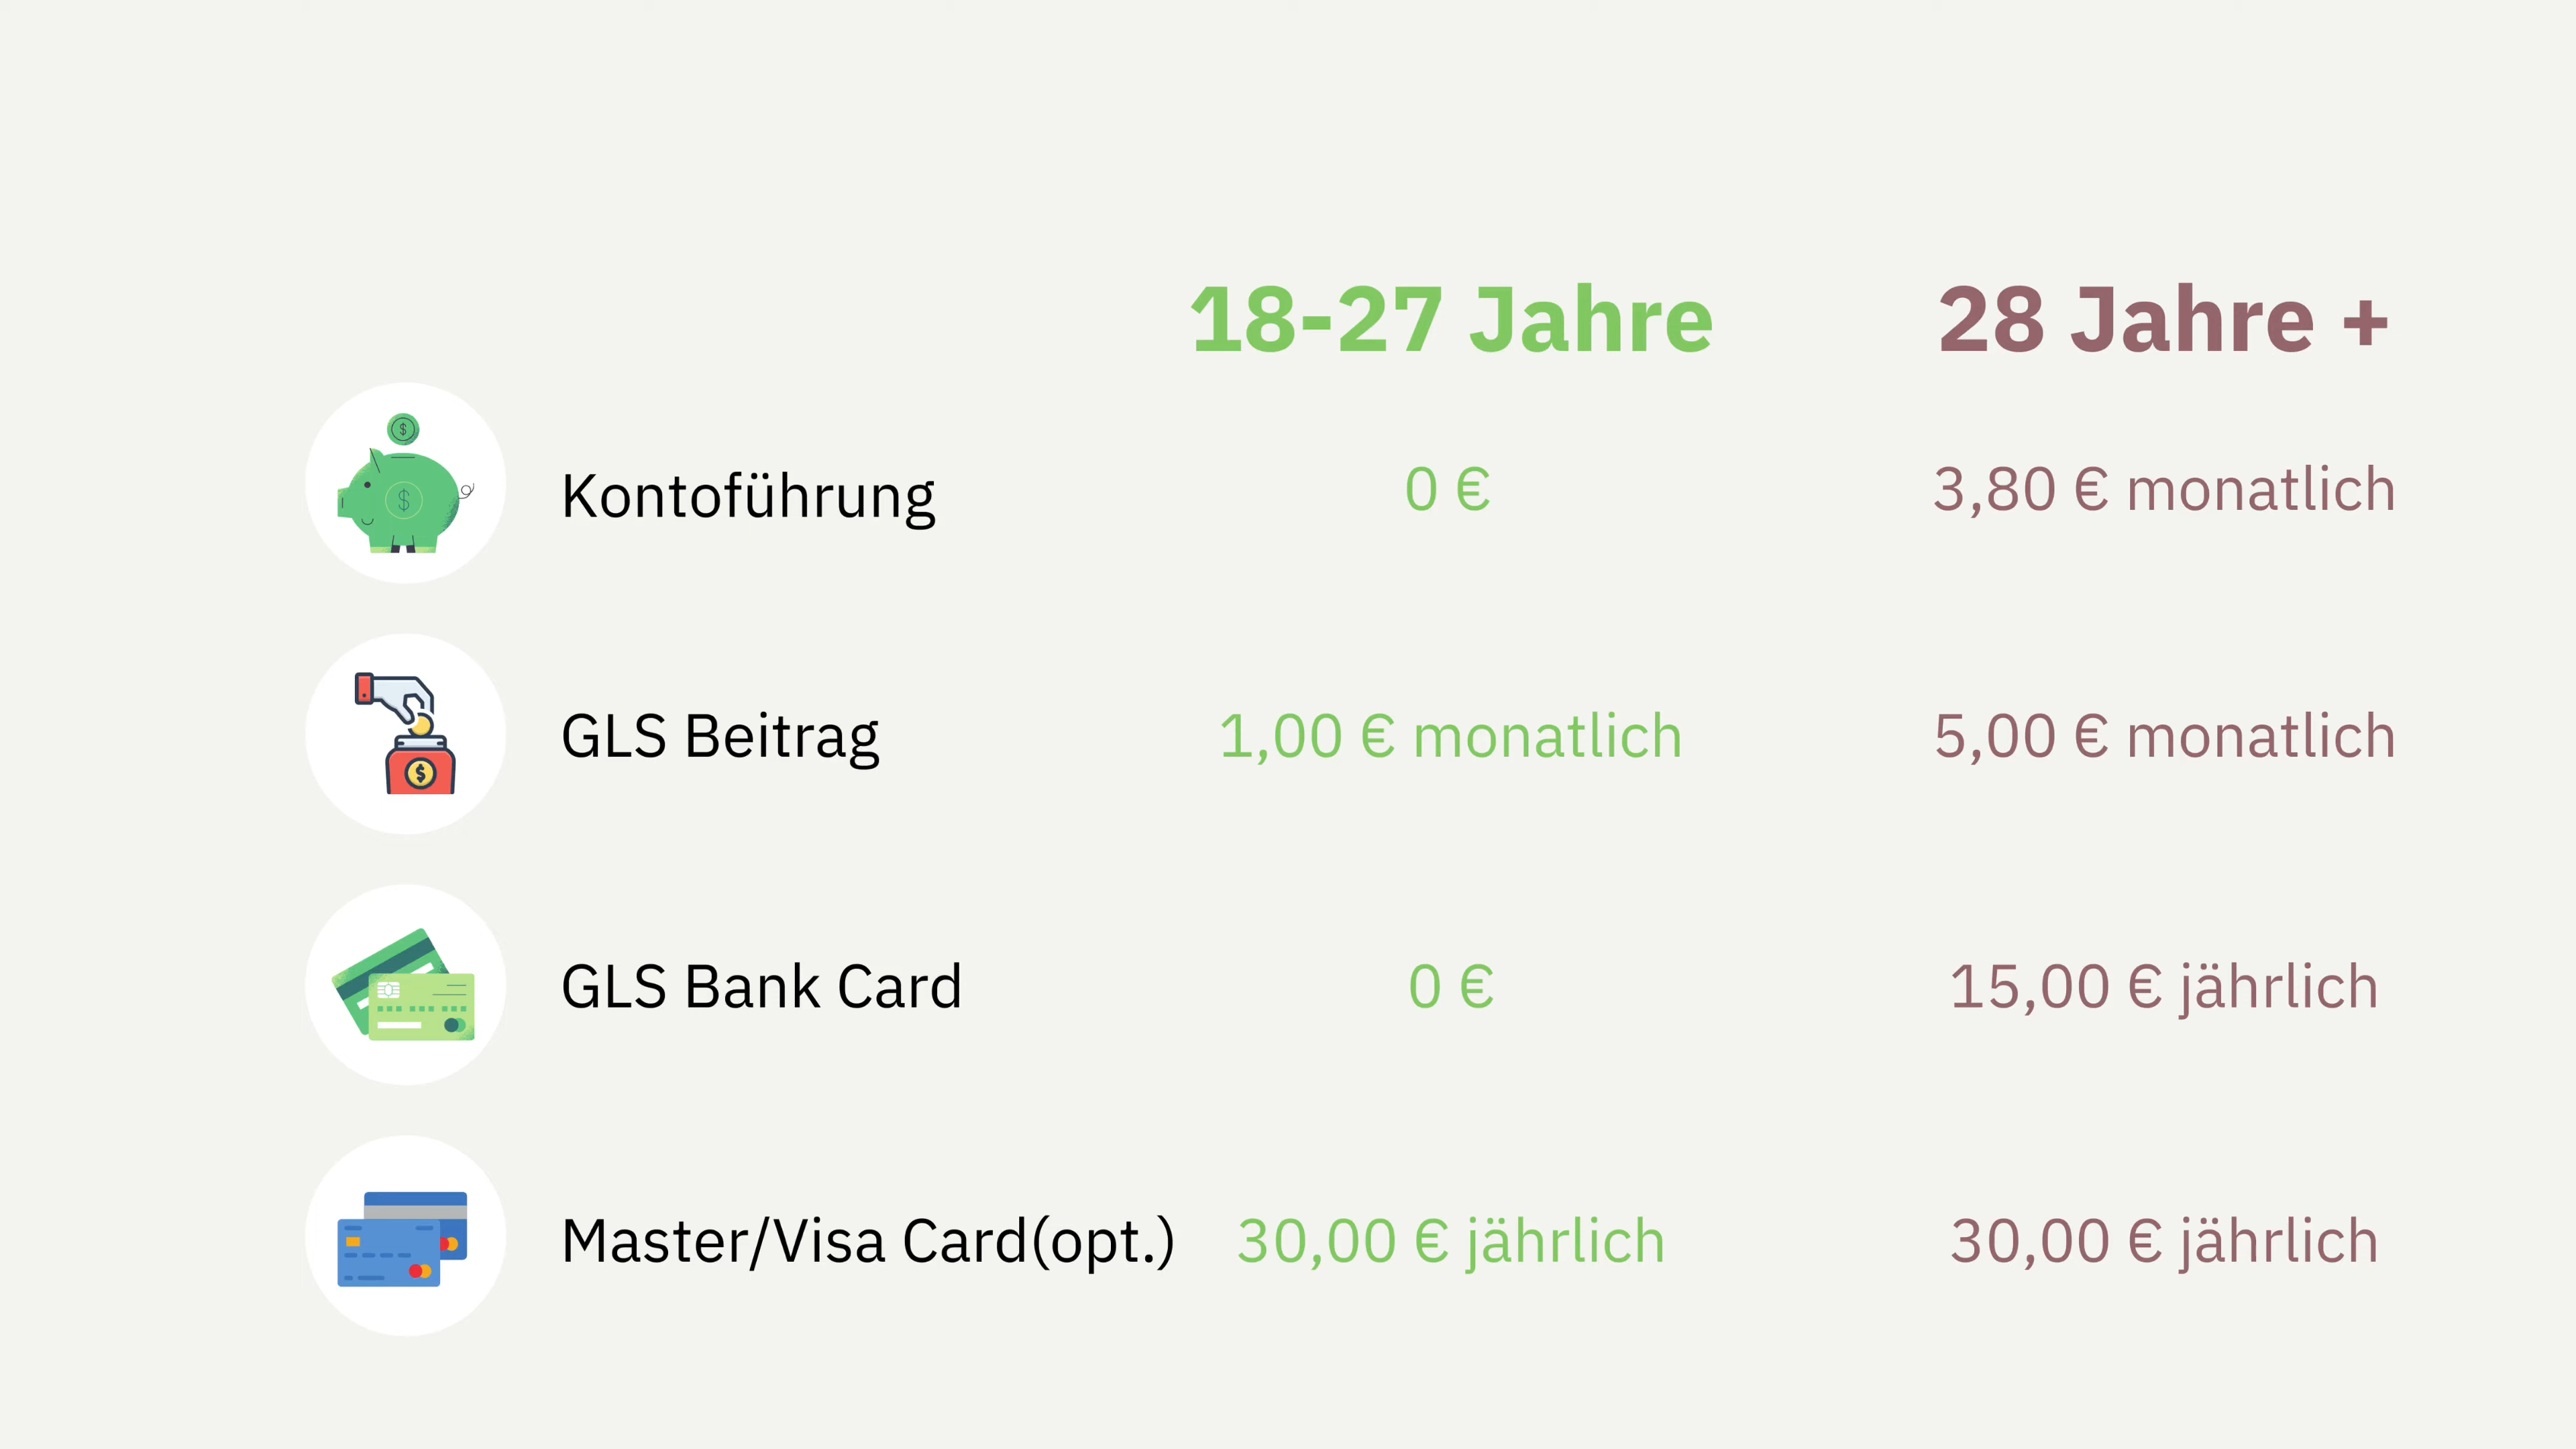 18-27 Jahre 28 Jahre +
Kontoführung 0 € 3,80 € monatlich
GLS Beitrag 1,00 € monatlich 5,00 € monatlich
GLS Bank Card 0 € 15,00 € jährlich
Master/Visa Card(opt.) 30,00 € jährlich 30,00 € jährlich